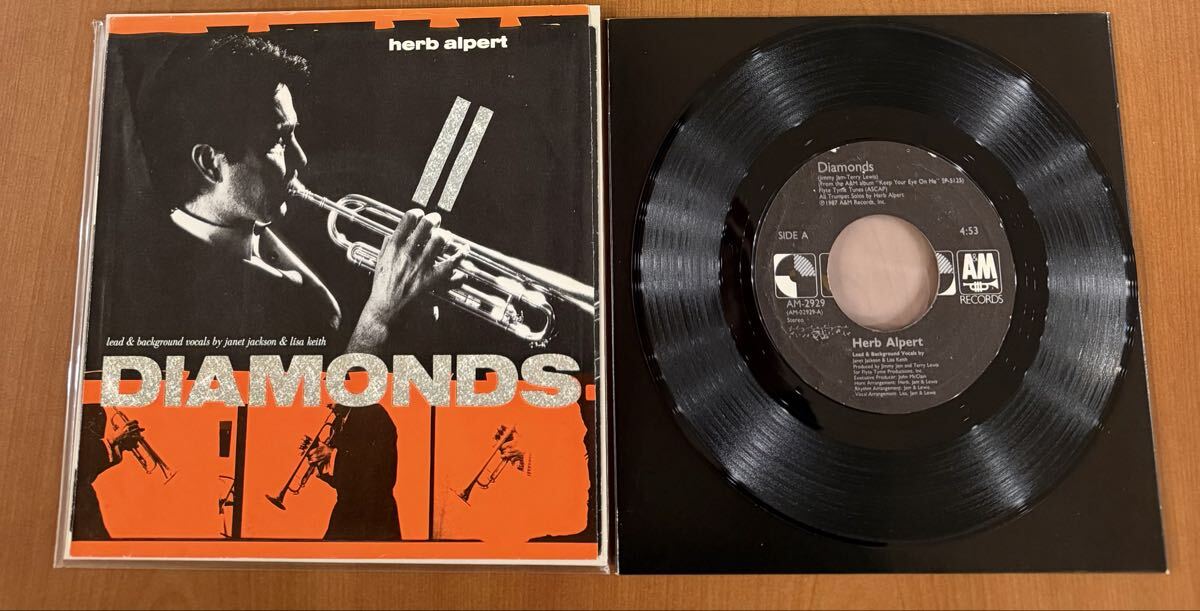 herb alpert
lead & background vocals by janet jackson & lisa keith
DIAMONDS
Diamonds
(Jimmy Jam-Terry Lewis)
(From the A&M album "Keep Your Eye On Me" SP-5125)
Flyte Tyme Tunes (ASCAP)
All Trumpet Solos by Herb Alpert
℗1987 A&M Records, Inc.
SIDE A
4:53
A&M
RECORDS
AM-2929
(AM-02929-A)
Stereo
Herb Alpert
Lead & Background Vocals by
Janet Jackson & Lisa Keith
Produced by Jimmy Jam and Terry Lewis
for Flyte Tyme Productions, Inc.
Executive Producer: John McClain
Horn Arrangement: Herb, Jam & Lewis
Rhythm Arrangement: Jam & Lewis
Vocal Arrangement: Lisa, Jam & Lewis